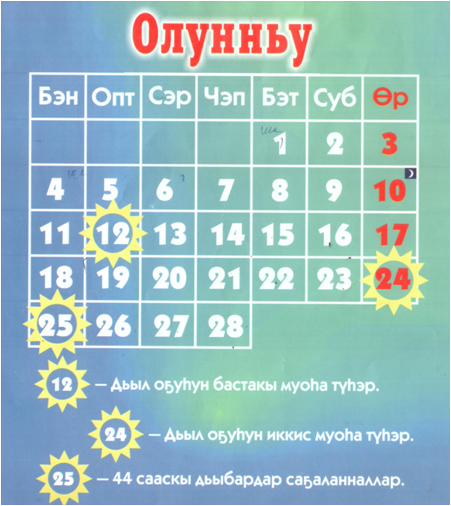 Олунньу
Бэн Опт Сэр Чэп Бэт Суб Өр
1 2 3
4 5 6 7 8 9 10
11 12 13 14 15 16 17
18 19 20 21 22 23 24
25 26 27 28
12 – Дьыл оҕуһун бастакы муоһа түһэр.
24 – Дьыл оҕуһун иккис муоһа түһэр.
25 – 44 сааскы дьыбардар саҕаланналлар.